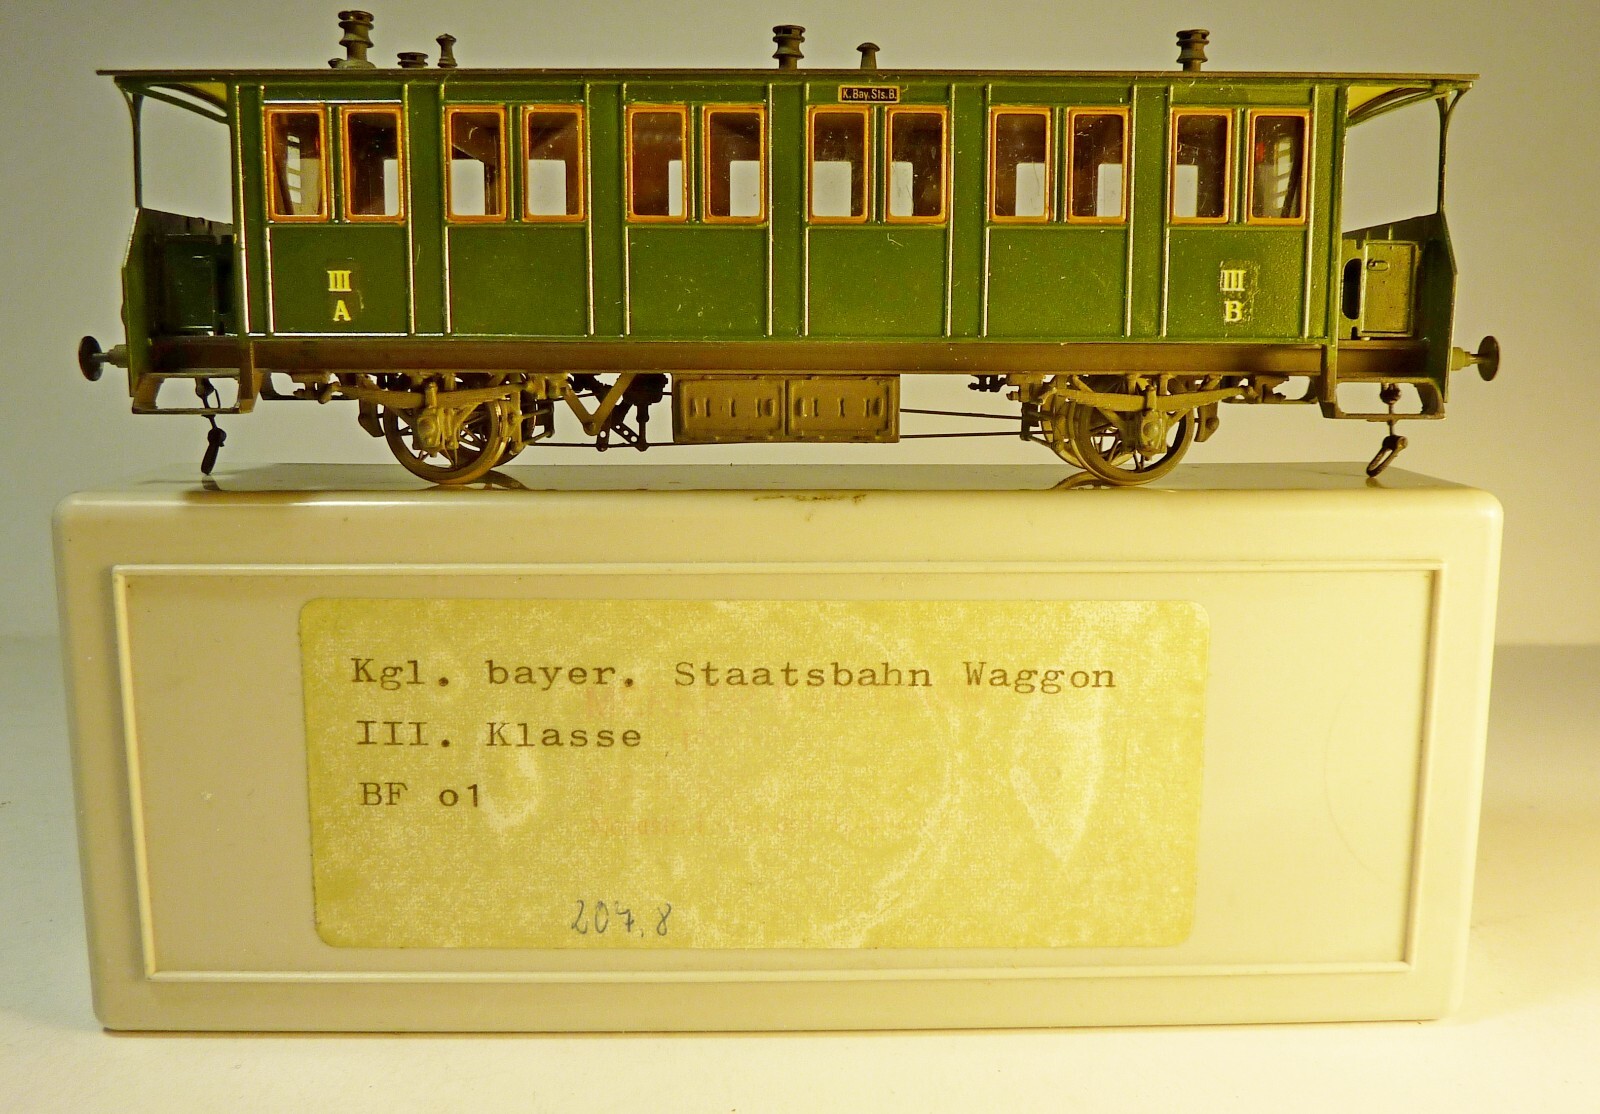 K.Bay.Sts.B.
III
A
III
B
Kgl. bayer. Staatsbahn Waggon
III. Klasse
BF o1
207,8